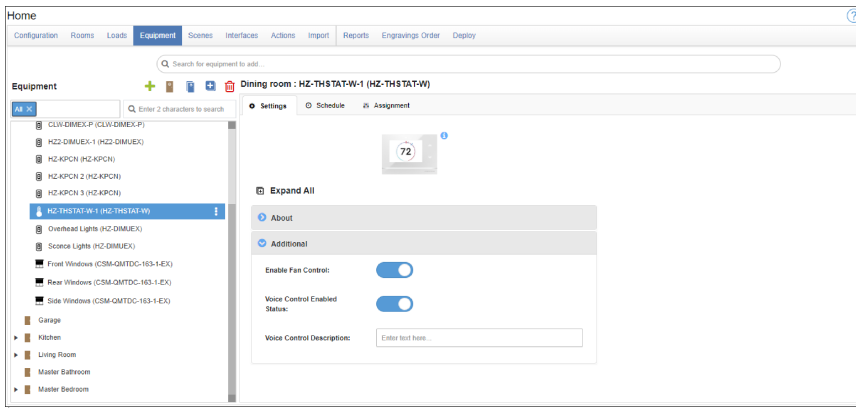 Home
?
Configuration Rooms Loads Equipment Scenes Interfaces Actions Import Reports Engravings Order Deploy
Search for equipment to add...
Equipment
Dining room : HZ-THSTAT-W-1 (HZ-THSTAT-W)
All ×
Enter 2 characters to search
Settings Schedule Assignment
CLW-DIMEX-P (CLW-DIMEX-P)
HZ2-DIMUEX-1 (HZ2-DIMUEX)
HZ-KPCN (HZ-KPCN)
HZ-KPCN 2 (HZ-KPCN)
HZ-KPCN 3 (HZ-KPCN)
HZ-THSTAT-W-1 (HZ-THSTAT-W)
Overhead Lights (HZ-DIMUEX)
Sconce Lights (HZ-DIMUEX)
Front Windows (CSM-QMTDC-163-1-EX)
Rear Windows (CSM-QMTDC-163-1-EX)
Side Windows (CSM-QMTDC-163-1-EX)
Garage
Kitchen
Living Room
Master Bathroom
Master Bedroom
72
Expand All
About
Additional
Enable Fan Control:
Voice Control Enabled
Status:
Voice Control Description:
Enter text here...